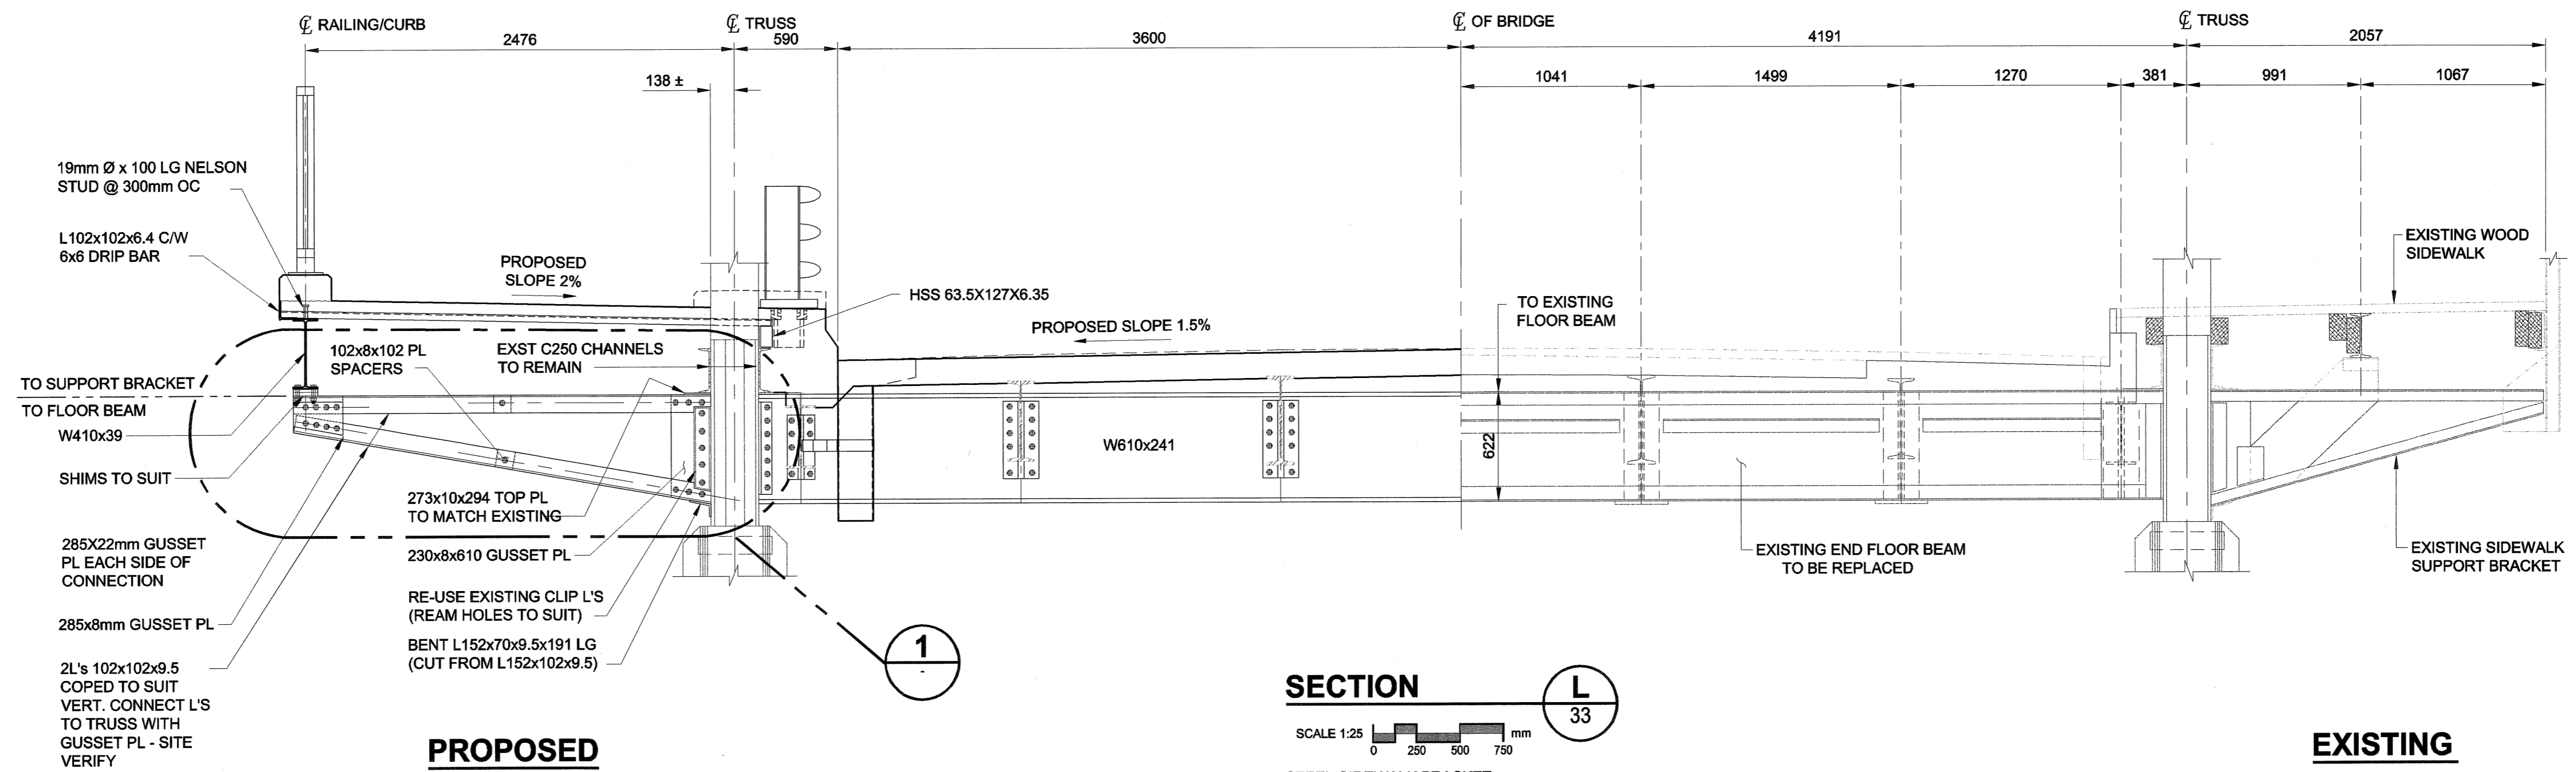 ℄ RAILING/CURB
℄ TRUSS
℄ OF BRIDGE
℄ TRUSS
2476
590
3600
4191
2057
138 ±
1041
1499
1270
381
991
1067
19mm Ø x 100 LG NELSON
STUD @ 300mm OC
L102x102x6.4 C/W
6x6 DRIP BAR
PROPOSED
SLOPE 2%
HSS 63.5X127X6.35
PROPOSED SLOPE 1.5%
TO EXISTING
FLOOR BEAM
EXISTING WOOD
SIDEWALK
102x8x102 PL
SPACERS
EXST C250 CHANNELS
TO REMAIN
TO SUPPORT BRACKET
TO FLOOR BEAM
W410x39
SHIMS TO SUIT
W610x241
622
273x10x294 TOP PL
TO MATCH EXISTING
285X22mm GUSSET
PL EACH SIDE OF
CONNECTION
230x8x610 GUSSET PL
EXISTING END FLOOR BEAM
TO BE REPLACED
EXISTING SIDEWALK
SUPPORT BRACKET
RE-USE EXISTING CLIP L'S
(REAM HOLES TO SUIT)
285x8mm GUSSET PL
BENT L152x70x9.5x191 LG
(CUT FROM L152x102x9.5)
1
-
2L's 102x102x9.5
COPED TO SUIT
VERT. CONNECT L'S
TO TRUSS WITH
GUSSET PL - SITE
VERIFY
SECTION
L
33
SCALE 1:25
mm
0 250 500 750
PROPOSED
EXISTING